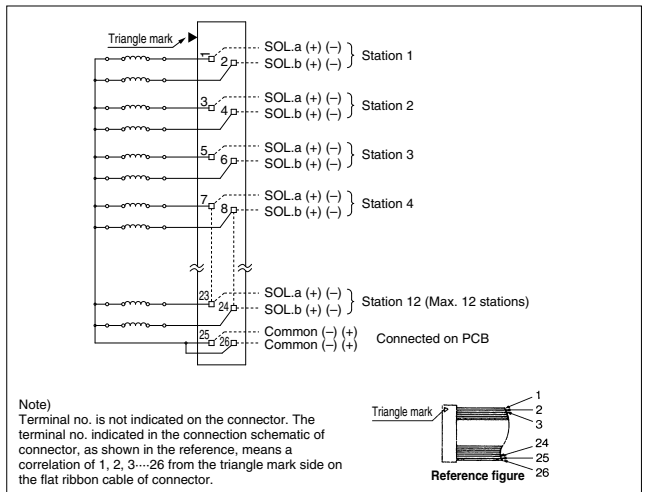 Triangle mark
1 SOL.a (+) (–)
2 SOL.b (+) (–)
Station 1
3 SOL.a (+) (–)
4 SOL.b (+) (–)
Station 2
5 SOL.a (+) (–)
6 SOL.b (+) (–)
Station 3
7 SOL.a (+) (–)
8 SOL.b (+) (–)
Station 4
23 SOL.a (+) (–)
24 SOL.b (+) (–)
Station 12 (Max. 12 stations)
25 Common (–) (+)
26 Common (–) (+)
Connected on PCB
Note)
Terminal no. is not indicated on the connector. The
terminal no. indicated in the connection schematic of
connector, as shown in the reference, means a
correlation of 1, 2, 3····26 from the triangle mark side on
the flat ribbon cable of connector.
Triangle mark
1
2
3
24
25
26
Reference figure